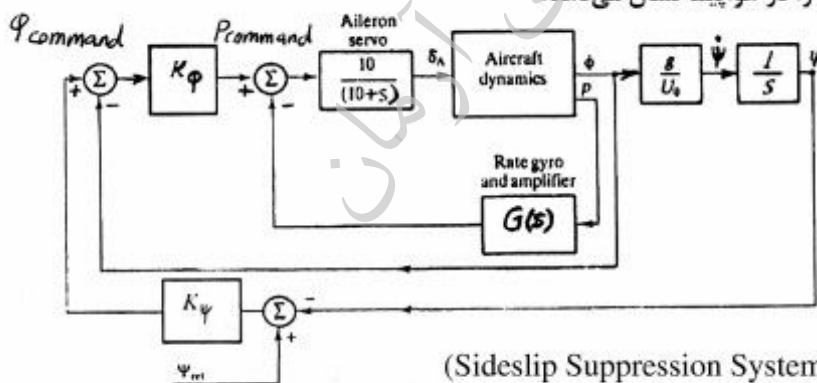 φcommand
Pcommand
Aileron
servo
Kφ
10
(10+s)
δA
Aircraft
dynamics
φ
p
g
U0
ψ̇
1
S
ψ
Σ
Σ
+
-
+
-
Rate gyro
and amplifier
G(s)
KΨ
Σ
-
+
Ψref
(Sideslip Suppression System